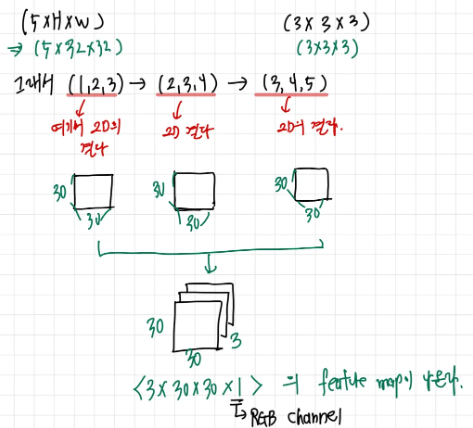 (5×H×W) (3×3×3)
⇒ (5×32×32) (3×3×3)
그래서 (1,2,3) → (2,3,4) → (3,4,5)
여기서 2D의 결과 2D 결과 2D의 결과.
30 30 30
30 30 30
30 3
30
<3×30×30×1> 의 feature map이 나온다.
RGB channel